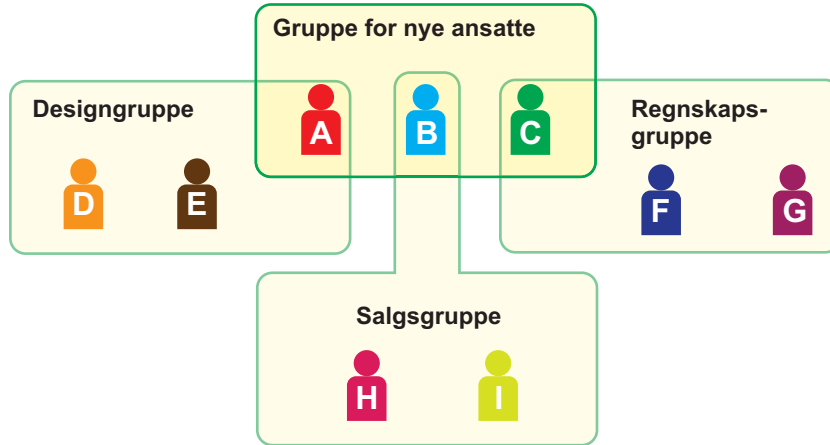 Gruppe for nye ansatte
Designgruppe
Regnskaps-
gruppe
A
B
C
D
E
F
G
Salgsgruppe
H
I